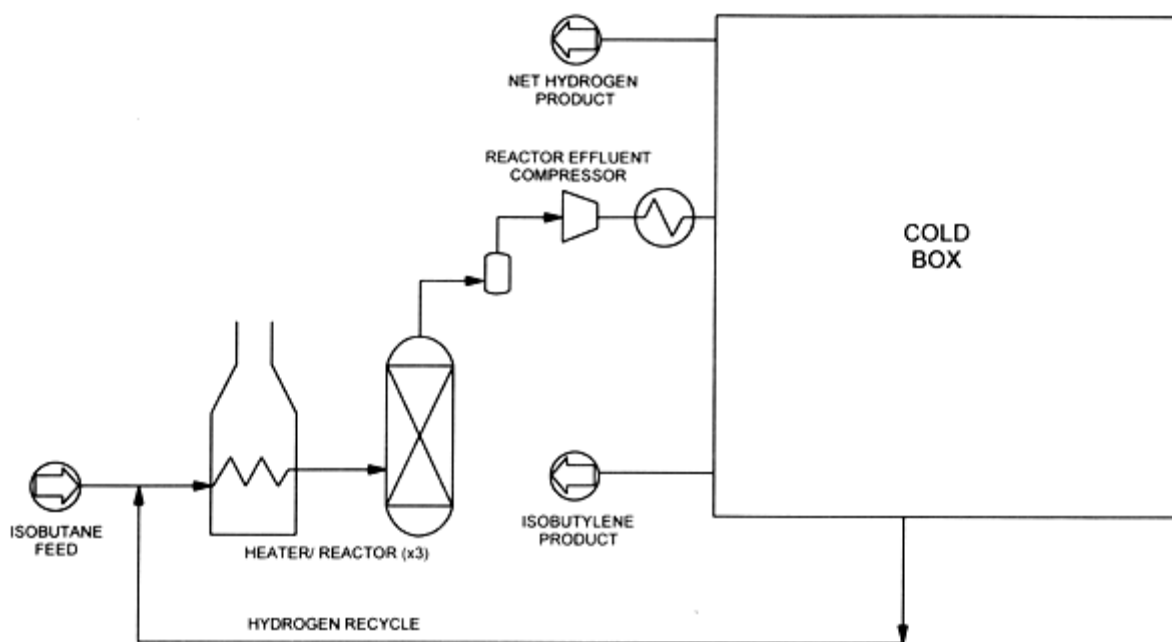 NET HYDROGEN
PRODUCT
REACTOR EFFLUENT
COMPRESSOR
COLD
BOX
ISOBUTANE
FEED
HEATER/ REACTOR (x3)
ISOBUTYLENE
PRODUCT
HYDROGEN RECYCLE